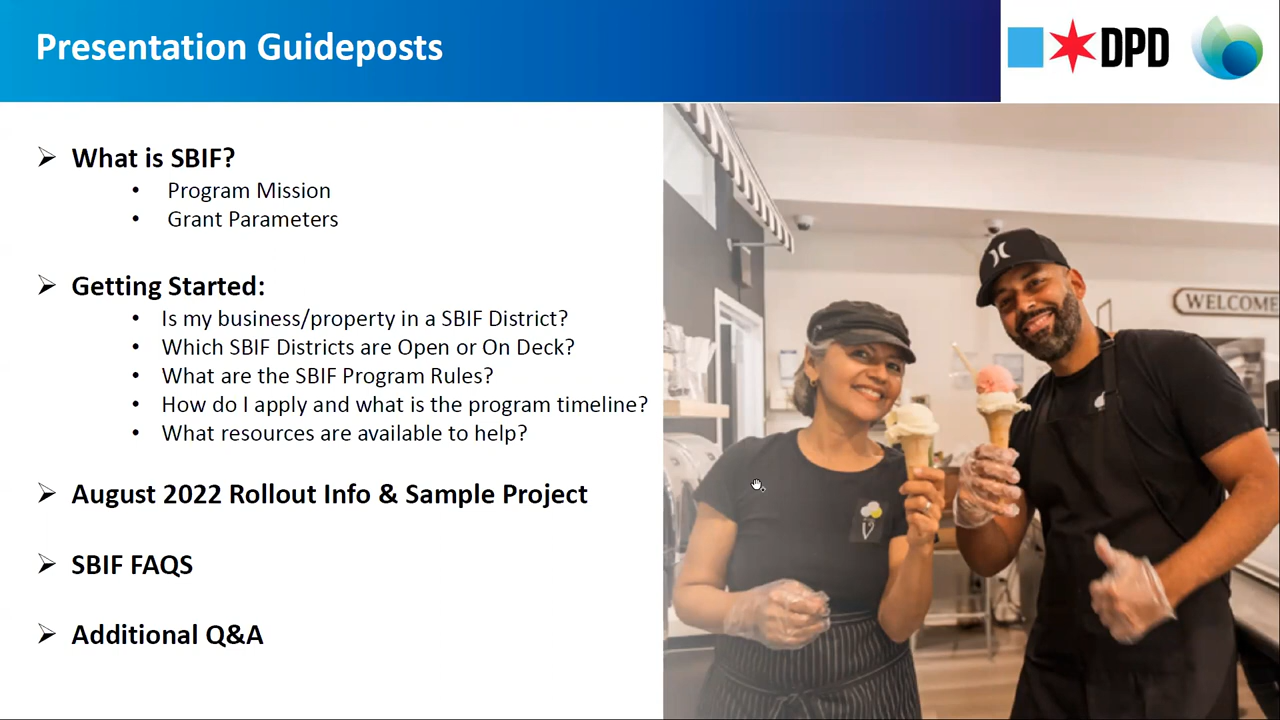 Presentation Guideposts
DPD
What is SBIF?
Program Mission
Grant Parameters
Getting Started:
Is my business/property in a SBIF District?
Which SBIF Districts are Open or On Deck?
What are the SBIF Program Rules?
How do I apply and what is the program timeline?
What resources are available to help?
August 2022 Rollout Info & Sample Project
SBIF FAQS
Additional Q&A
WELCOME